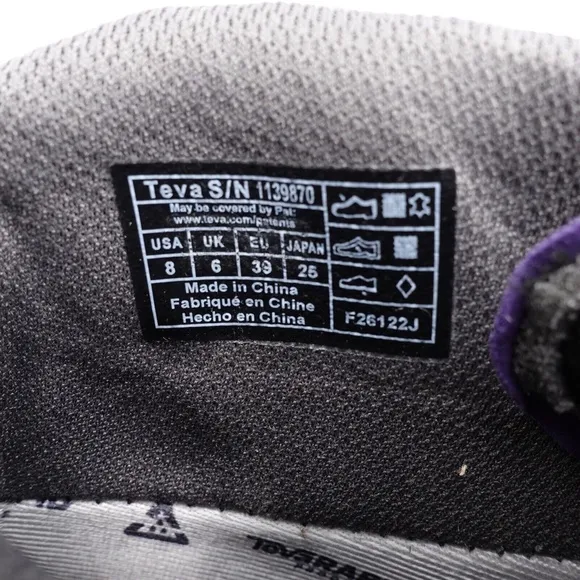 Teva S/N 1139870
May be covered by Pat:
www.teva.com/patents
USA UK EU JAPAN
8 6 39 25
Made in China
Fabriqué en Chine
Hecho en China
F26122J